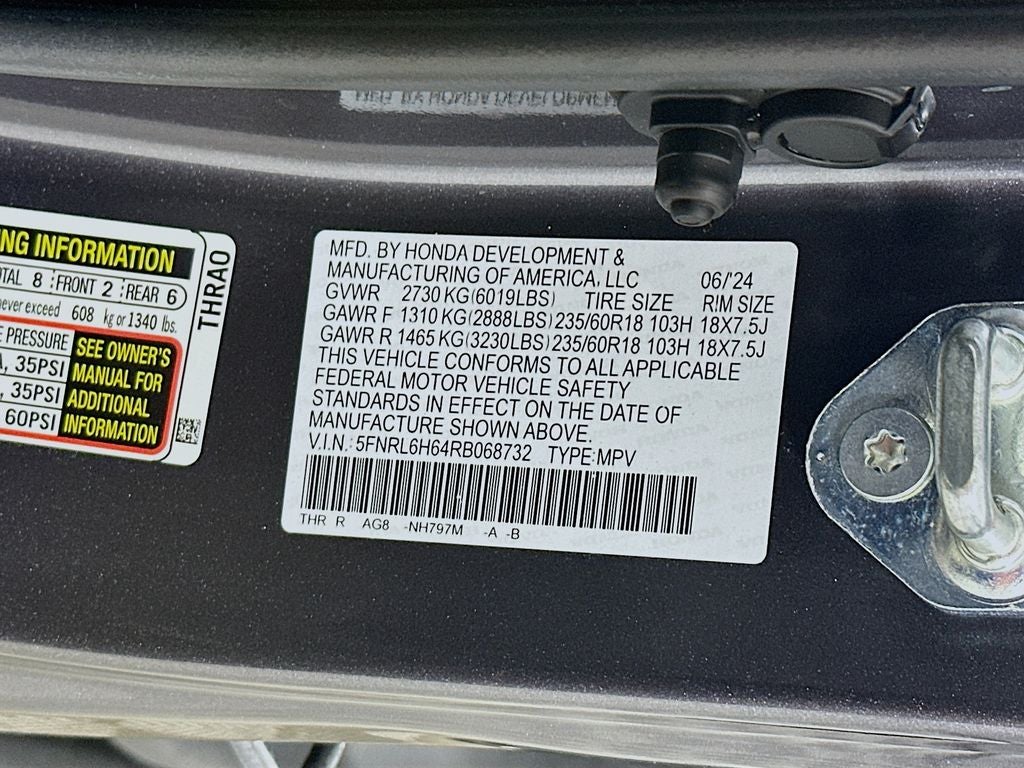 NG INFORMATION
OTAL 8 FRONT 2 REAR 6
never exceed 608 kg or 1340 lbs.
E PRESSURE
, 35PSI
, 35PSI
60PSI
SEE OWNER'S
MANUAL FOR
ADDITIONAL
INFORMATION
THRA0
MFD. BY HONDA DEVELOPMENT &
MANUFACTURING OF AMERICA, LLC 06/'24
GVWR 2730 KG(6019LBS) TIRE SIZE RIM SIZE
GAWR F 1310 KG(2888LBS) 235/60R18 103H 18X7.5J
GAWR R 1465 KG(3230LBS) 235/60R18 103H 18X7.5J
THIS VEHICLE CONFORMS TO ALL APPLICABLE
FEDERAL MOTOR VEHICLE SAFETY
STANDARDS IN EFFECT ON THE DATE OF
MANUFACTURE SHOWN ABOVE.
V.I.N.: 5FNRL6H64RB068732 TYPE:MPV
THR R AG8 -NH797M -A -B